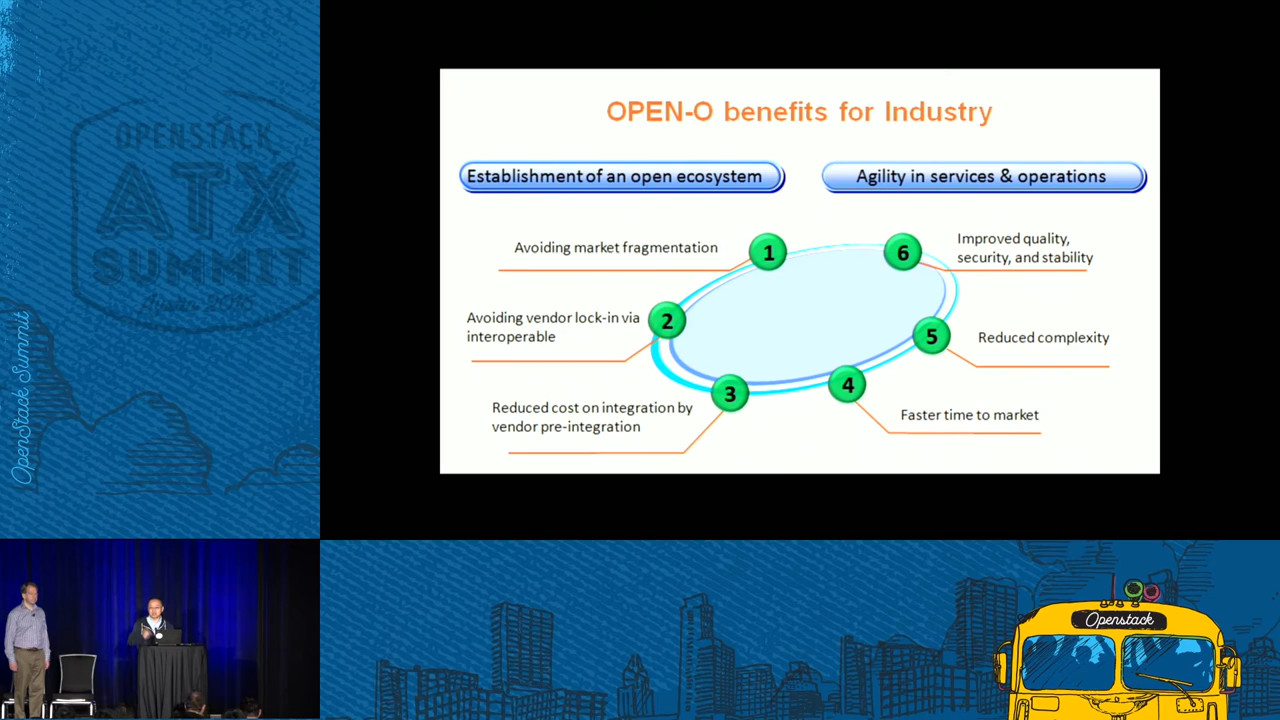 OPENSTACK
ATX
SUMMIT
OpenStack Summit
OPEN-O benefits for Industry
Establishment of an open ecosystem
Agility in services & operations
Avoiding market fragmentation
1
6
Improved quality,
security, and stability
Avoiding vendor lock-in via
interoperable
2
5
Reduced complexity
Reduced cost on integration by
vendor pre-integration
3
4
Faster time to market
Openstack